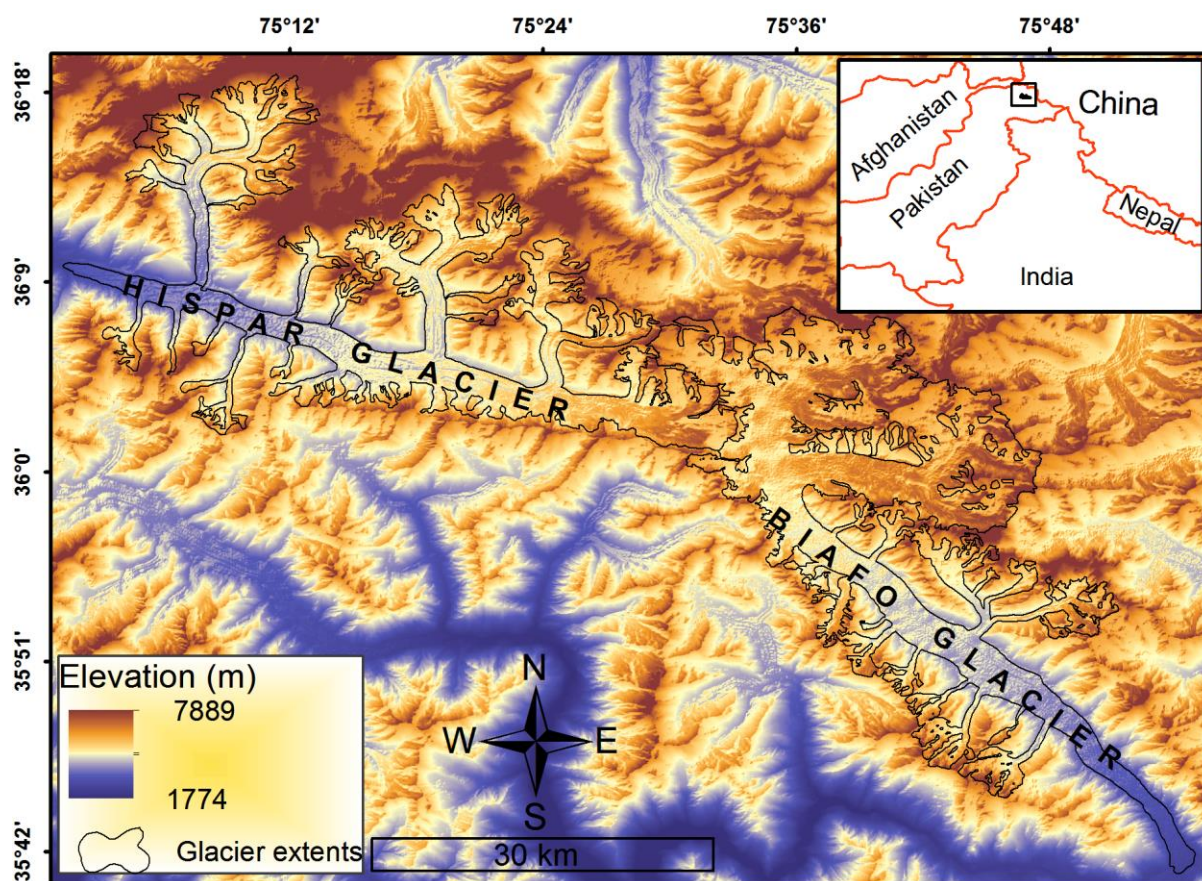 75°12'
75°24'
75°36'
75°48'
36°18'
36°9'
36°0'
35°51'
35°42'
Afghanistan
Pakistan
China
Nepal
India
HISPAR GLACIER
BIAFO GLACIER
Elevation (m)
7889
1774
Glacier extents
N
W
E
S
30 km